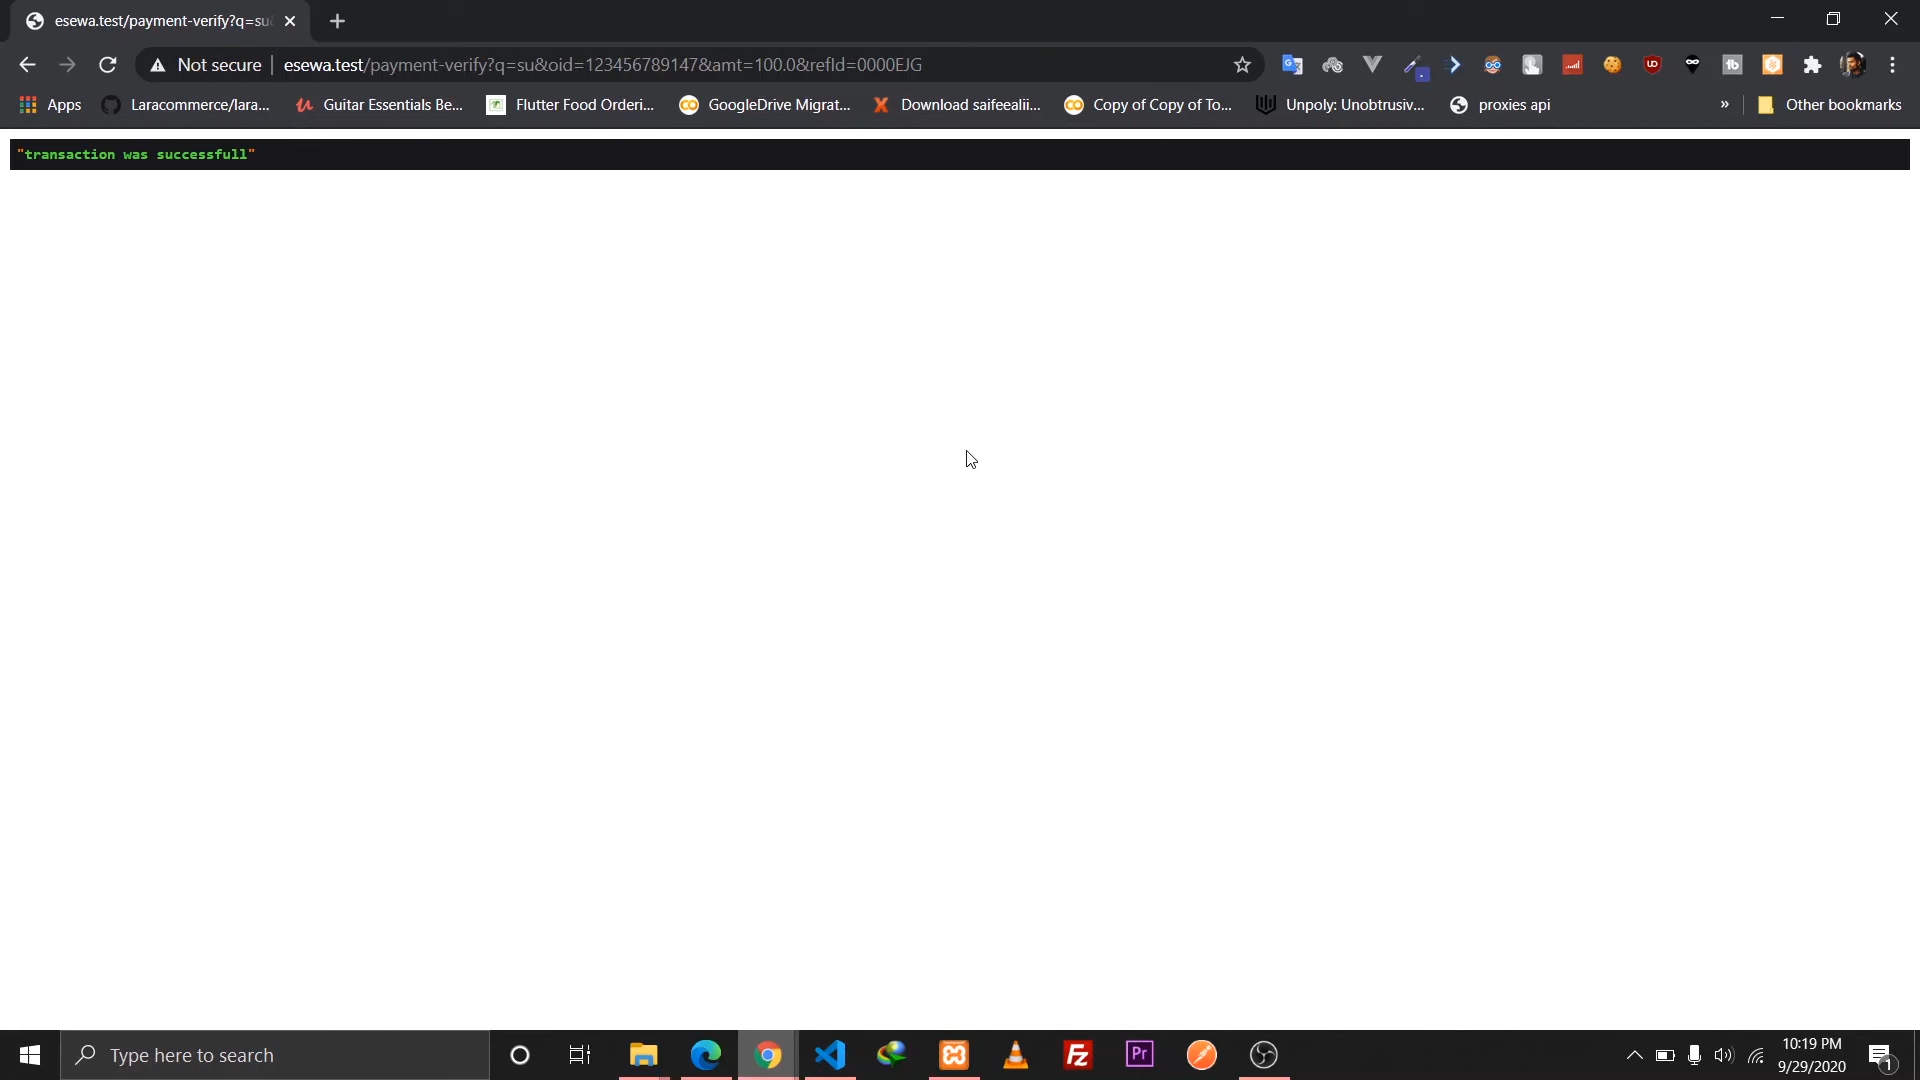 esewa.test/payment-verify?q=su
Not secure
esewa.test/payment-verify?q=su&oid=123456789147&amt=100.0&refId=0000EJG
Apps
Laracommerce/lara...
Guitar Essentials Be...
Flutter Food Orderi...
GoogleDrive Migrat...
Download saifeealii...
Copy of Copy of To...
Unpoly: Unobtrusiv...
proxies api
»
Other bookmarks
"transaction was successfull"
Type here to search
10:19 PM
9/29/2020
1